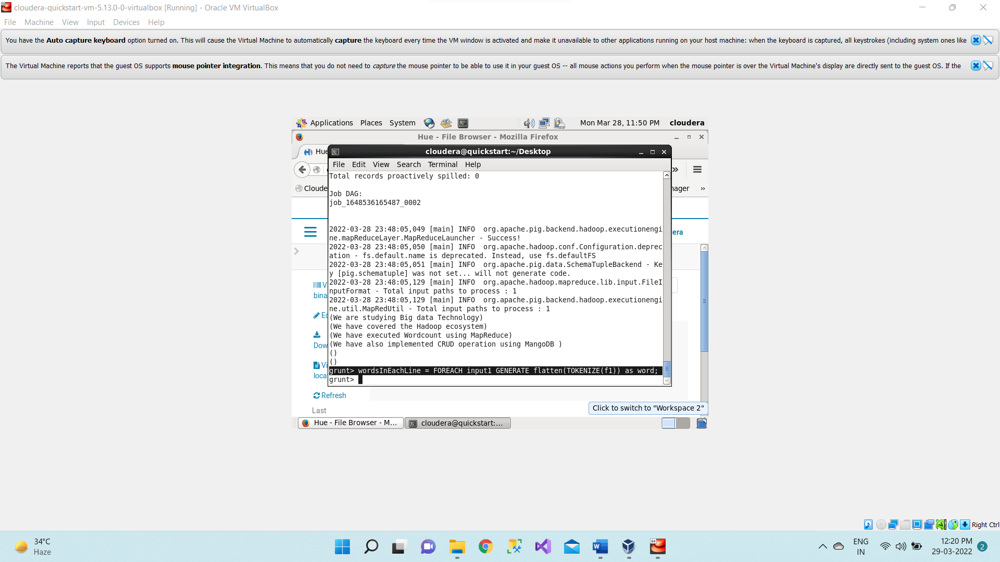 cloudera-quickstart-vm-5.13.0-0-virtualbox [Running] - Oracle VM VirtualBox
File Machine View Input Devices Help
You have the Auto capture keyboard option turned on. This will cause the Virtual Machine to automatically capture the keyboard every time the VM window is activated and make it unavailable to other applications running on your host machine: when the keyboard is captured, all keystrokes (including system ones like
The Virtual Machine reports that the guest OS supports mouse pointer integration. This means that you do not need to capture the mouse pointer to be able to use it in your guest OS -- all mouse actions you perform when the mouse pointer is over the Virtual Machine's display are directly sent to the guest OS. If the
Applications Places System Mon Mar 28, 11:50 PM cloudera
Hue - File Browser - Mozilla Firefox
Hue
cloudera@quickstart:~/Desktop
File Edit View Search Terminal Help
Total records proactively spilled: 0
Cloude
nager »
Job DAG:
job_1648536165487_0002
2022-03-28 23:48:05,049 [main] INFO  org.apache.pig.backend.hadoop.executionengi
era
ne.mapReduceLayer.MapReduceLauncher - Success!
2022-03-28 23:48:05,050 [main] INFO  org.apache.hadoop.conf.Configuration.deprec
ation - fs.default.name is deprecated. Instead, use fs.defaultFS
2022-03-28 23:48:05,051 [main] INFO  org.apache.pig.data.SchemaTupleBackend - Ke
y [pig.schematuple] was not set... will not generate code.
2022-03-28 23:48:05,129 [main] INFO  org.apache.hadoop.mapreduce.lib.input.FileI
nputFormat - Total input paths to process : 1
2022-03-28 23:48:05,129 [main] INFO  org.apache.pig.backend.hadoop.executionengi
ne.util.MapRedUtil - Total input paths to process : 1
(We are studying Big data Technology)
(We have covered the Hadoop ecosystem)
(We have executed Wordcount using MapReduce)
(We have also implemented CRUD operation using MangoDB )
()
()
grunt> wordsInEachLine = FOREACH input1 GENERATE flatten(TOKENIZE(f1)) as word;
grunt>
V
bina
Ed
Dow
Vi
loca
Refresh
Last
Click to switch to "Workspace 2"
Hue - File Browser - M... cloudera@quickstart:...
Right Ctrl
34°C
Haze
64
64
ENG
IN
12:20 PM
29-03-2022
2